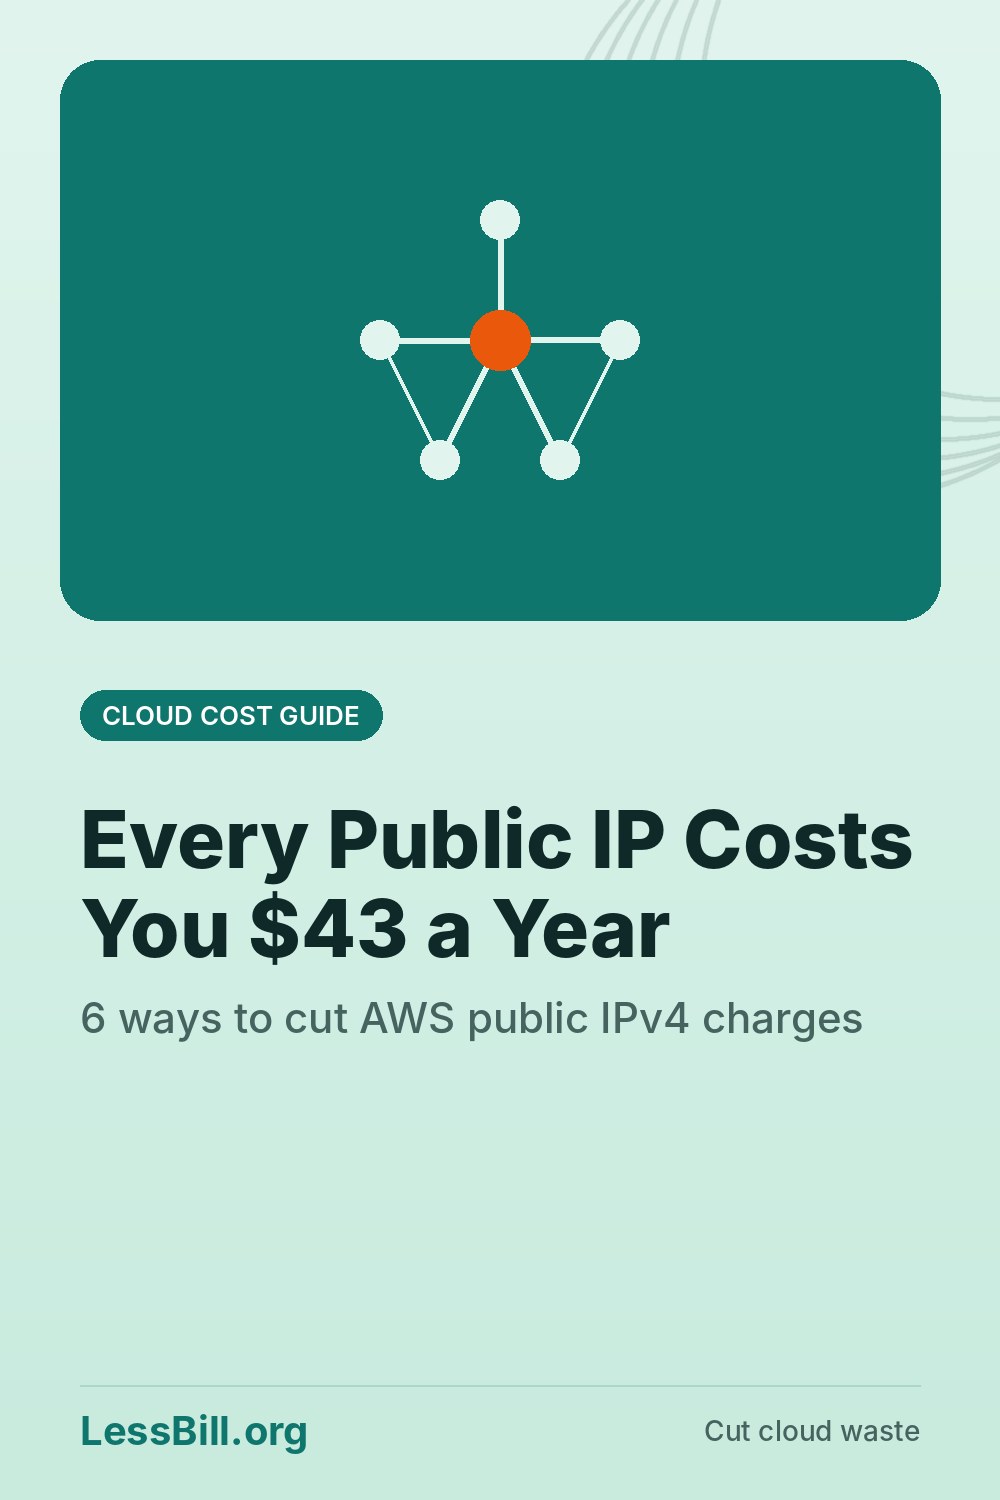 CLOUD COST GUIDE
Every Public IP Costs
You $43 a Year
6 ways to cut AWS public IPv4 charges
LessBill.org
Cut cloud waste